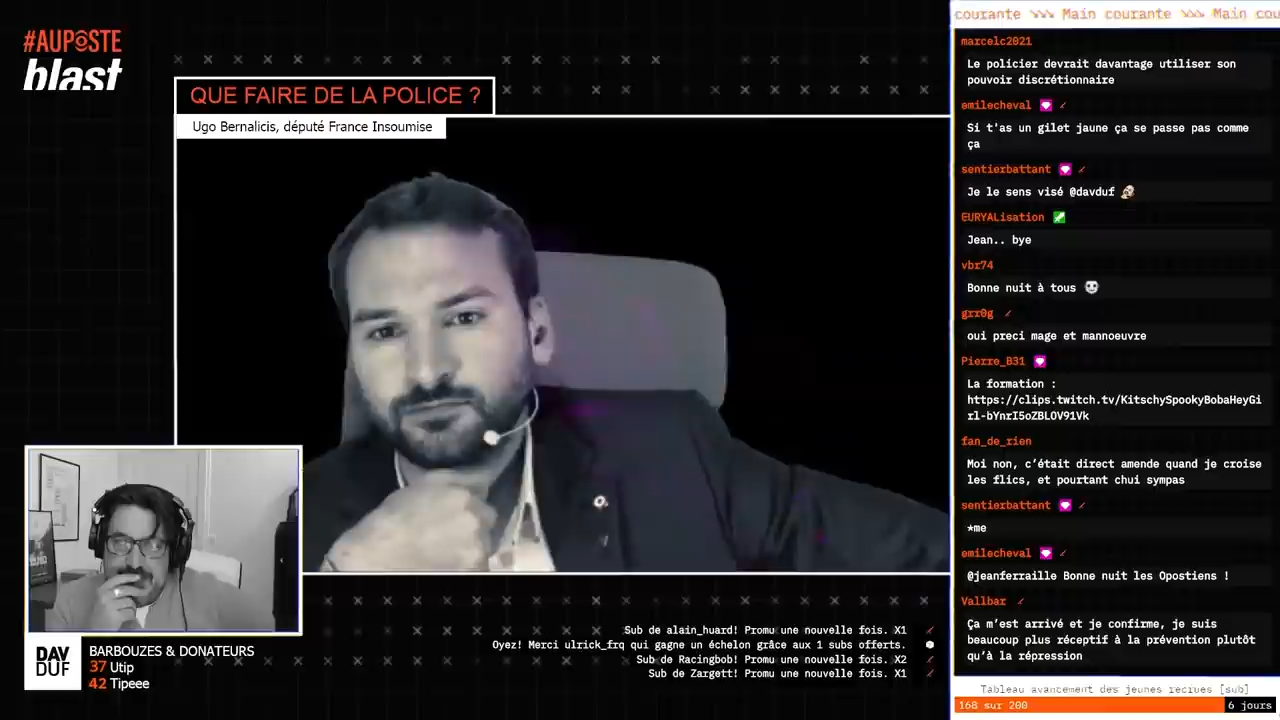 #AUPOSTE
blast
QUE FAIRE DE LA POLICE ?
Ugo Bernalicis, député France Insoumise
DAV
DUF
BARBOUZES & DONATEURS
37 Utip
42 Tipeee
Sub de alain_huard! Promu une nouvelle fois. X1
Oyez! Merci ulrick_frq qui gagne un échelon grâce aux 1 subs offerts.
Sub de Racingbob! Promu une nouvelle fois. X2
Sub de Zargett! Promu une nouvelle fois. X1
courante Main courante Main cou
marcelc2021
Le policier devrait davantage utiliser son
pouvoir discrétionnaire
emilecheval
Si t'as un gilet jaune ça se passe pas comme
ça
sentierbattant
Je le sens visé @davduf
EURYALisation
Jean.. bye
vbr74
Bonne nuit à tous
grr0g
oui preci mage et mannoeuvre
Pierre_B31
La formation :
https://clips.twitch.tv/KitschySpookyBobaHeyGi
rl-bYnrI5oZBLOV91Vk
fan_de_rien
Moi non, c’était direct amende quand je croise
les flics, et pourtant chui sympas
sentierbattant
*me
emilecheval
@jeanferraille Bonne nuit les Opostiens !
Vallbar
Ça m’est arrivé et je confirme, je suis
beaucoup plus réceptif à la prévention plutôt
qu’à la répression
Tableau avancement des jeunes recrues [sub]
168 sur 200
6 jours